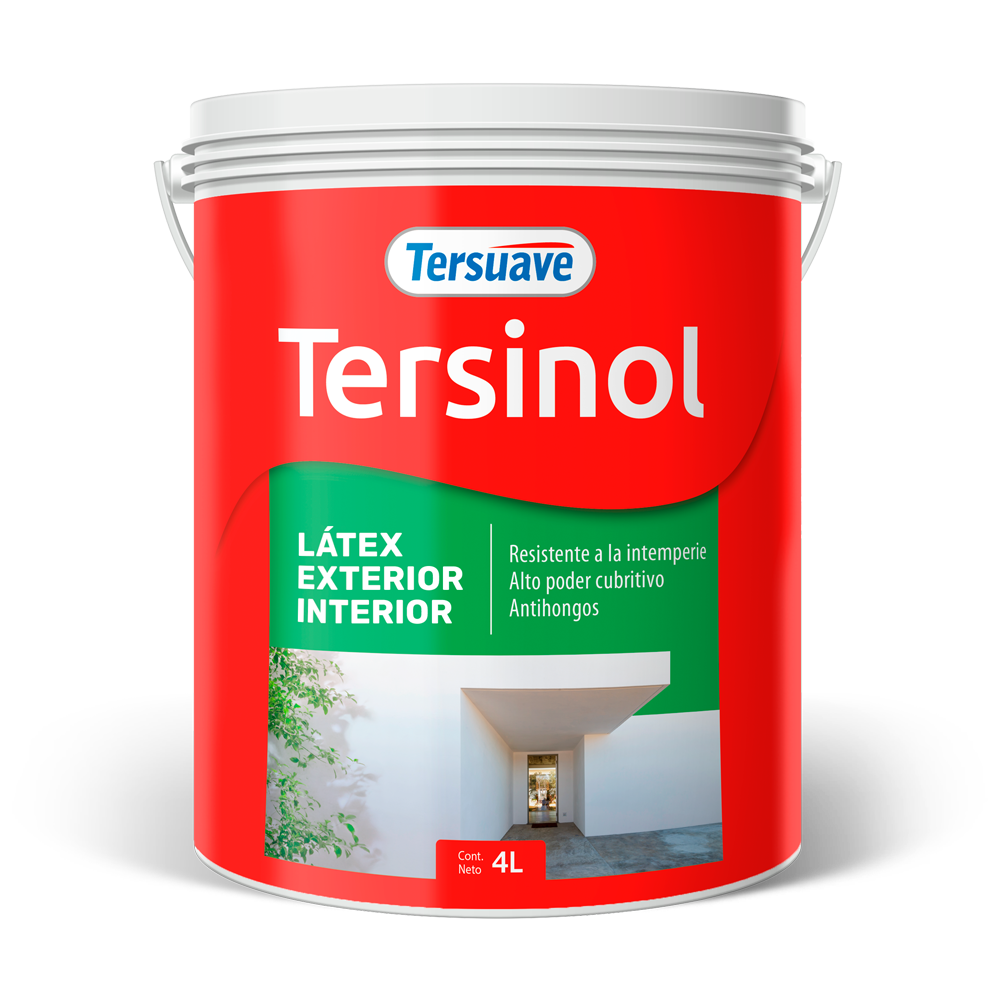 Tersuave
Tersinol
LÁTEX
EXTERIOR
INTERIOR
Resistente a la intemperie
Alto poder cubritivo
Antihongos
Cont.
Neto
4L